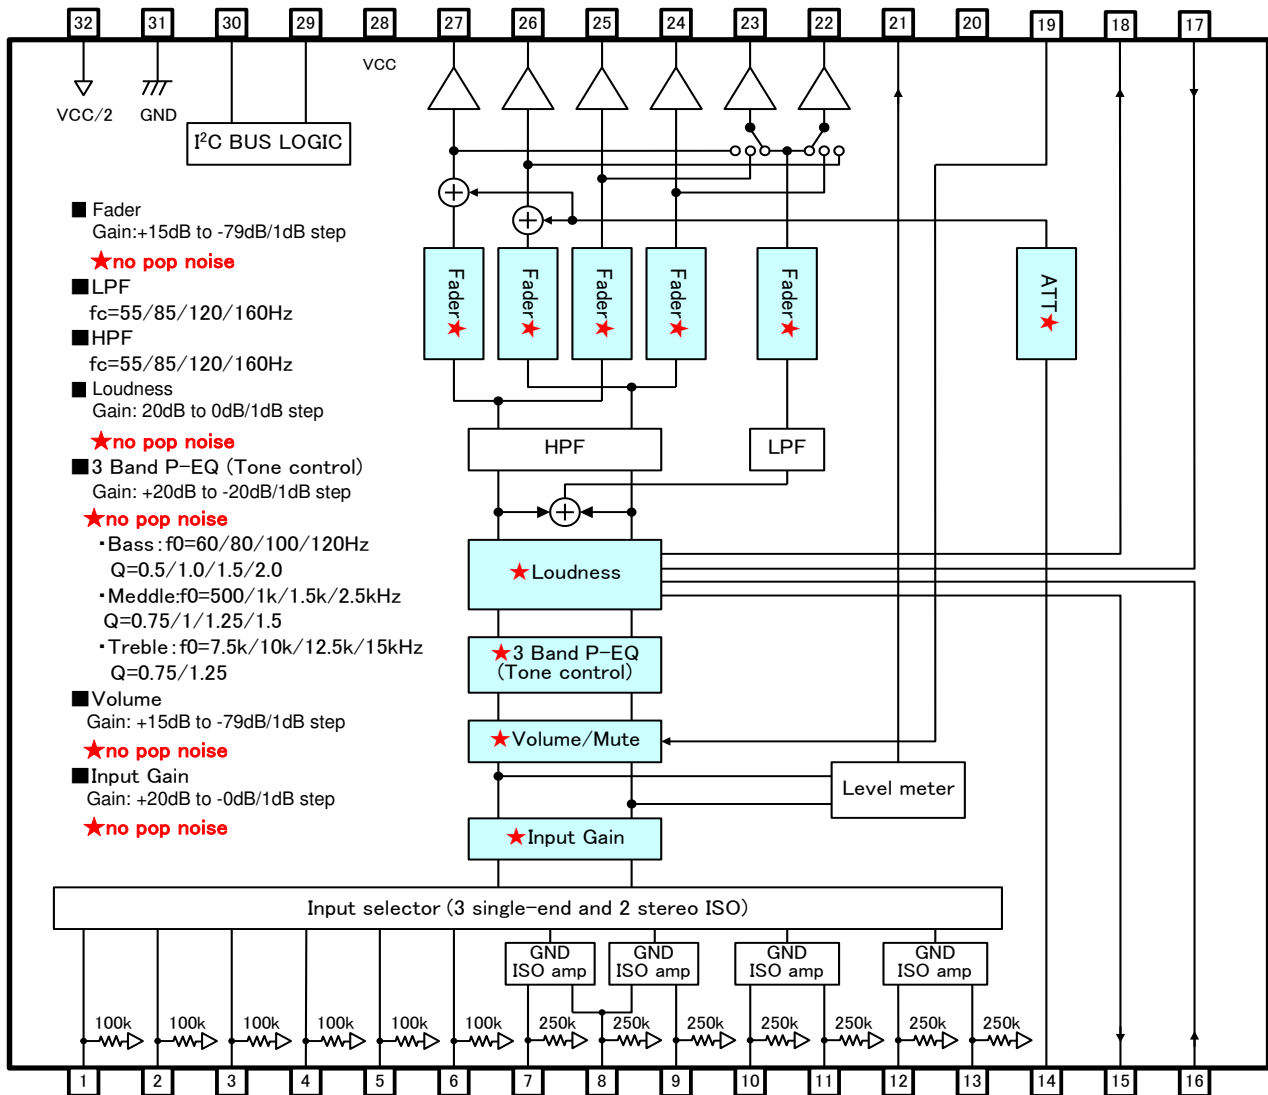 32 31 30 29 28 27 26 25 24 23 22 21 20 19 18 17
VCC
VCC/2
GND
I²C BUS LOGIC
■ Fader
Gain:+15dB to -79dB/1dB step
★no pop noise
■LPF
fc=55/85/120/160Hz
■HPF
fc=55/85/120/160Hz
■ Loudness
Gain: 20dB to 0dB/1dB step
★no pop noise
■3 Band P-EQ (Tone control)
Gain: +20dB to -20dB/1dB step
★no pop noise
・Bass:f0=60/80/100/120Hz
Q=0.5/1.0/1.5/2.0
・Meddle:f0=500/1k/1.5k/2.5kHz
Q=0.75/1/1.25/1.5
・Treble:f0=7.5k/10k/12.5k/15kHz
Q=0.75/1.25
■Volume
Gain: +15dB to -79dB/1dB step
★no pop noise
■Input Gain
Gain: +20dB to -0dB/1dB step
★no pop noise
Fader★
Fader★
Fader★
Fader★
Fader★
ATT★
HPF
LPF
★Loudness
★3 Band P-EQ
(Tone control)
★Volume/Mute
Level meter
★Input Gain
Input selector (3 single-end and 2 stereo ISO)
GND
ISO amp
GND
ISO amp
GND
ISO amp
GND
ISO amp
100k 100k 100k 100k 100k 100k 250k 250k 250k 250k 250k 250k 250k
1 2 3 4 5 6 7 8 9 10 11 12 13 14 15 16